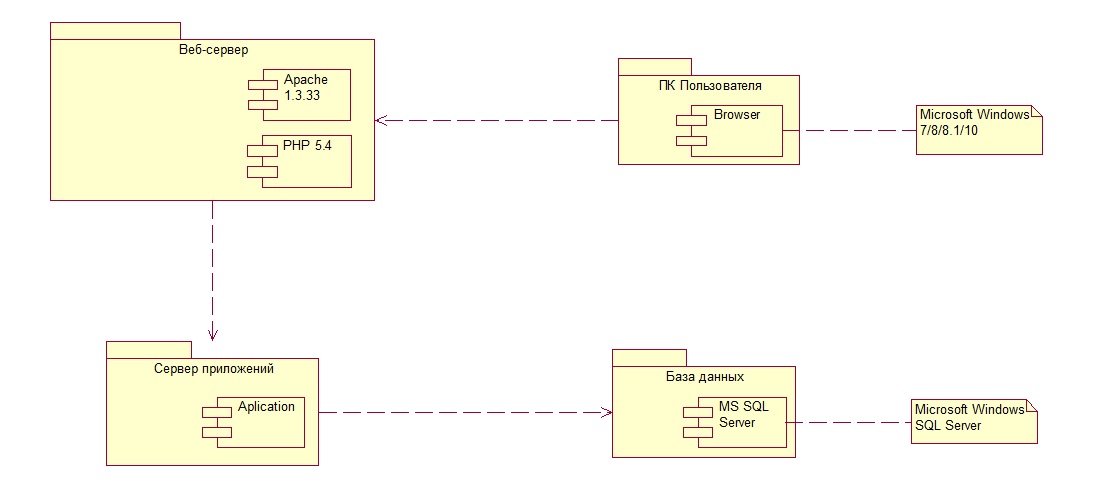 Веб-сервер
Apache
1.3.33
PHP 5.4
ПК Пользователя
Browser
Microsoft Windows
7/8/8.1/10
Сервер приложений
Aplication
База данных
MS SQL
Server
Microsoft Windows
SQL Server